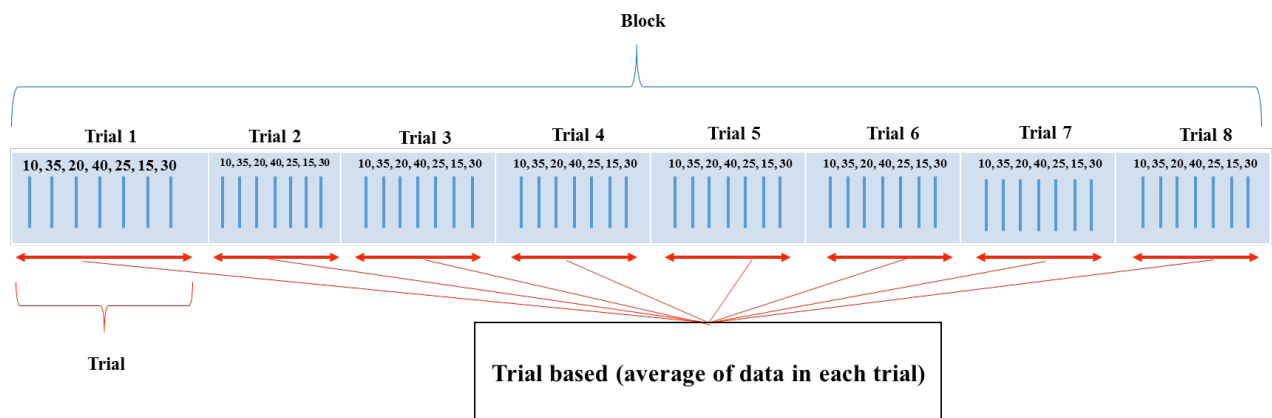 Block
Trial 1 Trial 2 Trial 3 Trial 4 Trial 5 Trial 6 Trial 7 Trial 8
10, 35, 20, 40, 25, 15, 30 10, 35, 20, 40, 25, 15, 30 10, 35, 20, 40, 25, 15, 30 10, 35, 20, 40, 25, 15, 30 10, 35, 20, 40, 25, 15, 30 10, 35, 20, 40, 25, 15, 30 10, 35, 20, 40, 25, 15, 30 10, 35, 20, 40, 25, 15, 30
Trial
Trial based (average of data in each trial)